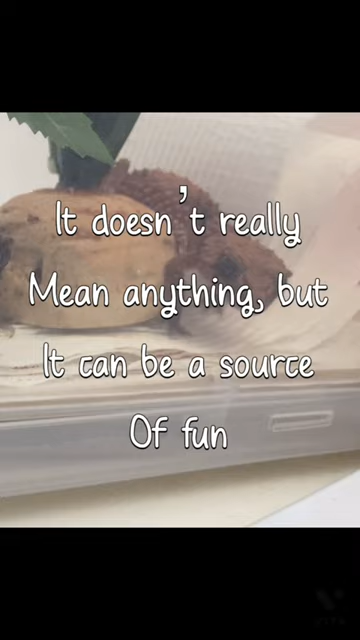 It doesn't really
Mean anything, but
It can be a source
Of fun